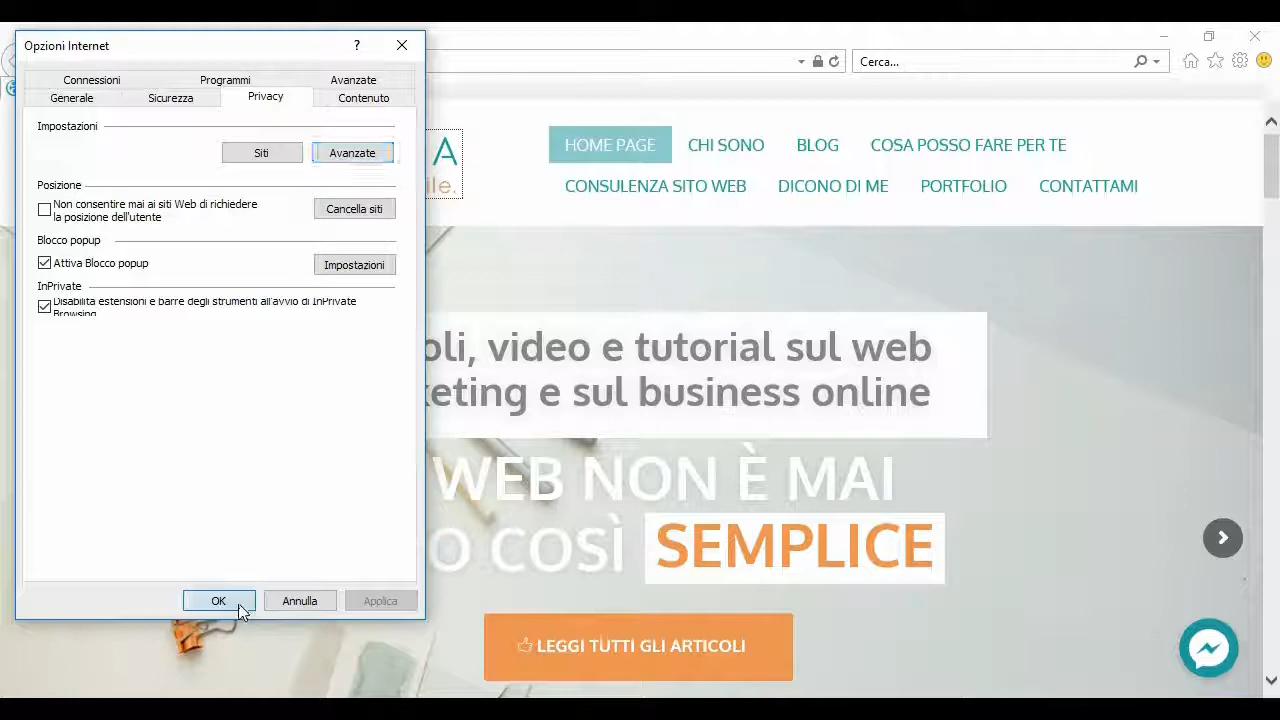 Opzioni Internet
?
Connessioni Programmi Avanzate
Generale Sicurezza Privacy Contenuto
Impostazioni
Siti Avanzate
Posizione
Non consentire mai ai siti Web di richiedere
la posizione dell'utente
Cancella siti
Blocco popup
Attiva Blocco popup
Impostazioni
InPrivate
Disabilita estensioni e barre degli strumenti all'avvio di InPrivate
Browsing
OK Annulla Applica
Cerca...
A
ile.
HOME PAGE CHI SONO BLOG COSA POSSO FARE PER TE
CONSULENZA SITO WEB DICONO DI ME PORTFOLIO CONTATTAMI
oli, video e tutorial sul web
keting e sul business online
WEB NON È MAI
O COSÌ SEMPLICE
LEGGI TUTTI GLI ARTICOLI